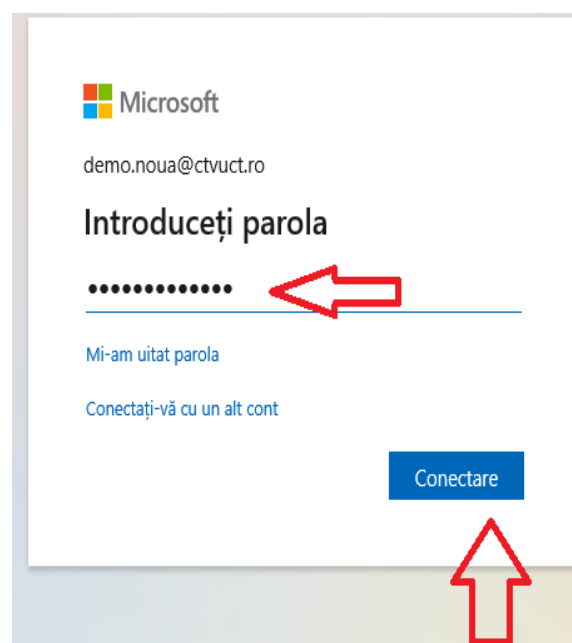 Microsoft
demo.noua@ctvuct.ro
Introduceți parola
•••••••••••••
Mi-am uitat parola
Conectați-vă cu un alt cont
Conectare